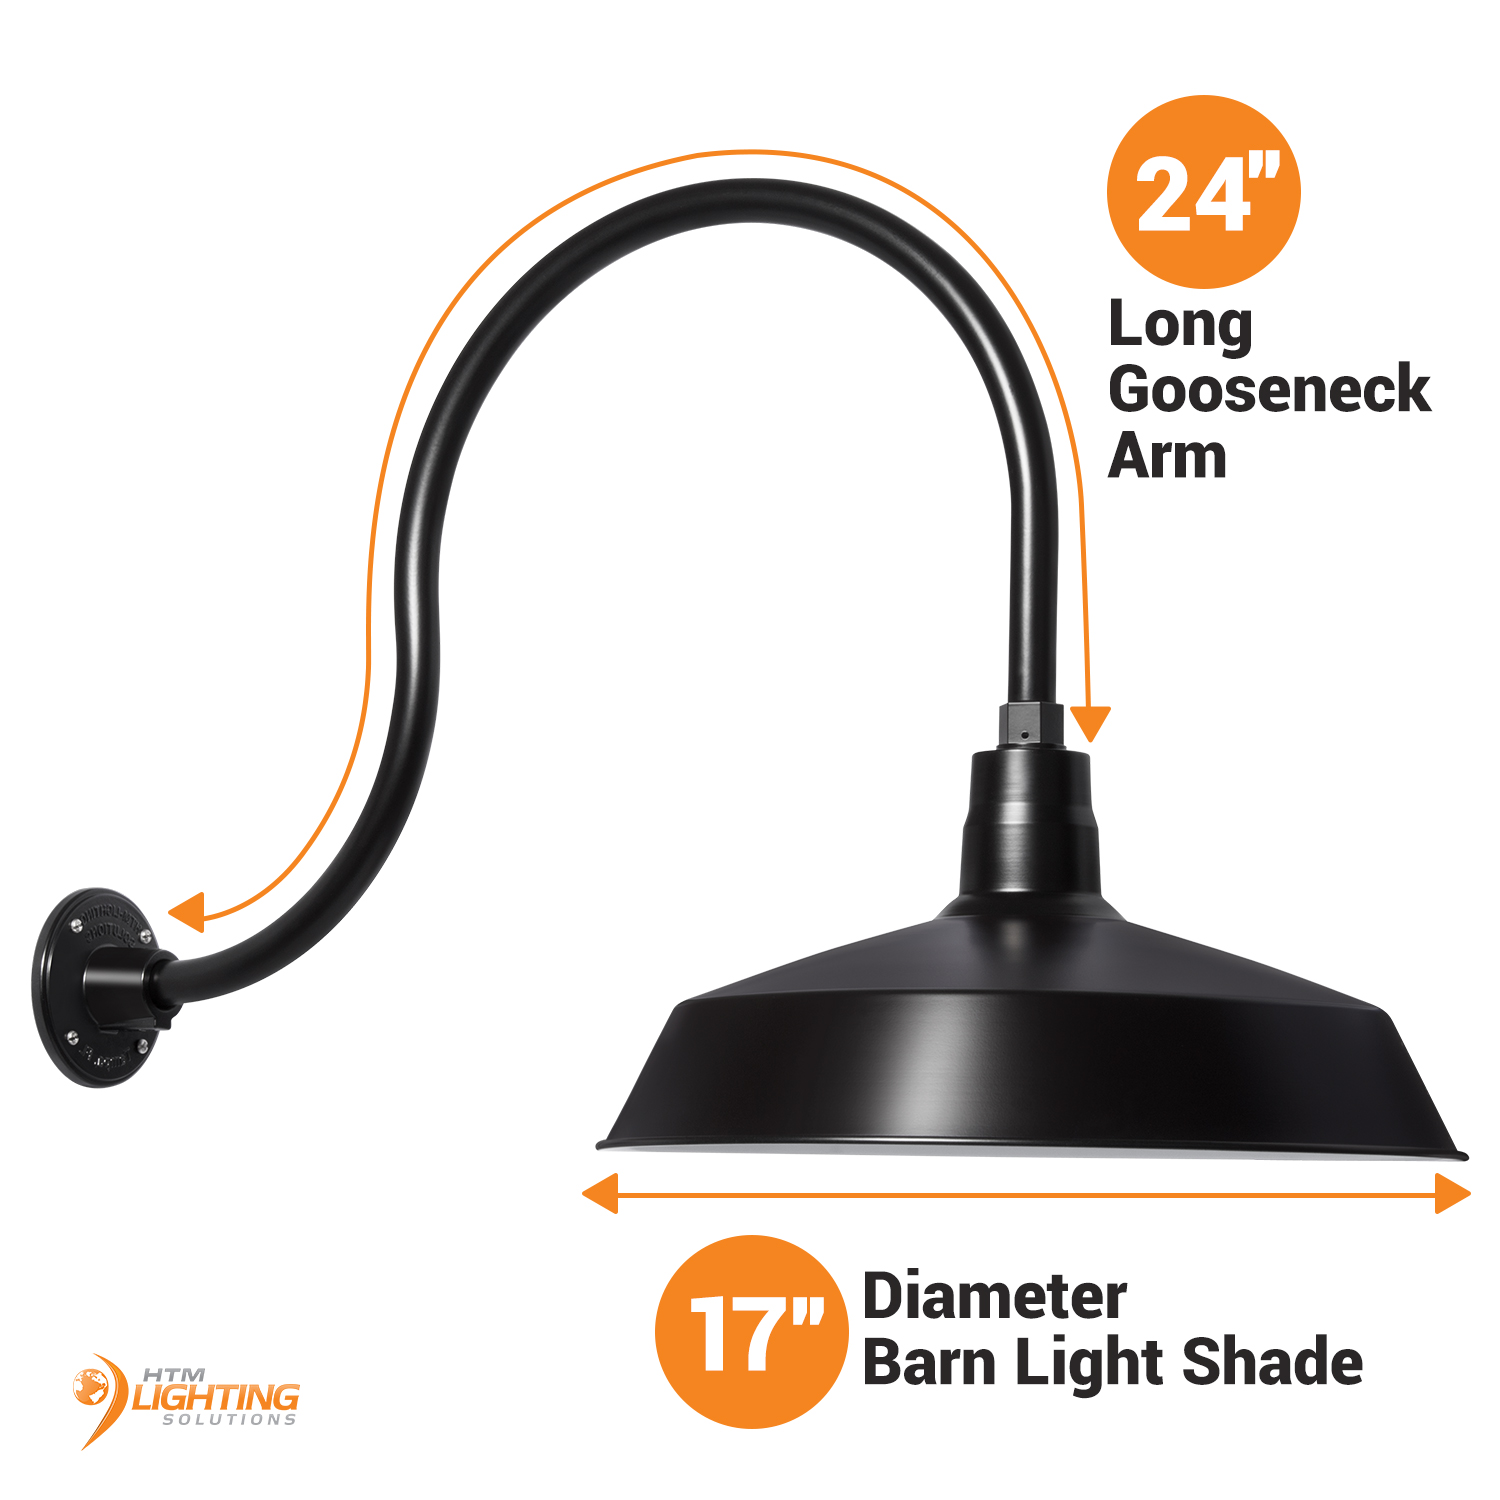 24"
Long
Gooseneck
Arm
17"
Diameter
Barn Light Shade
HTM
LIGHTING
SOLUTIONS